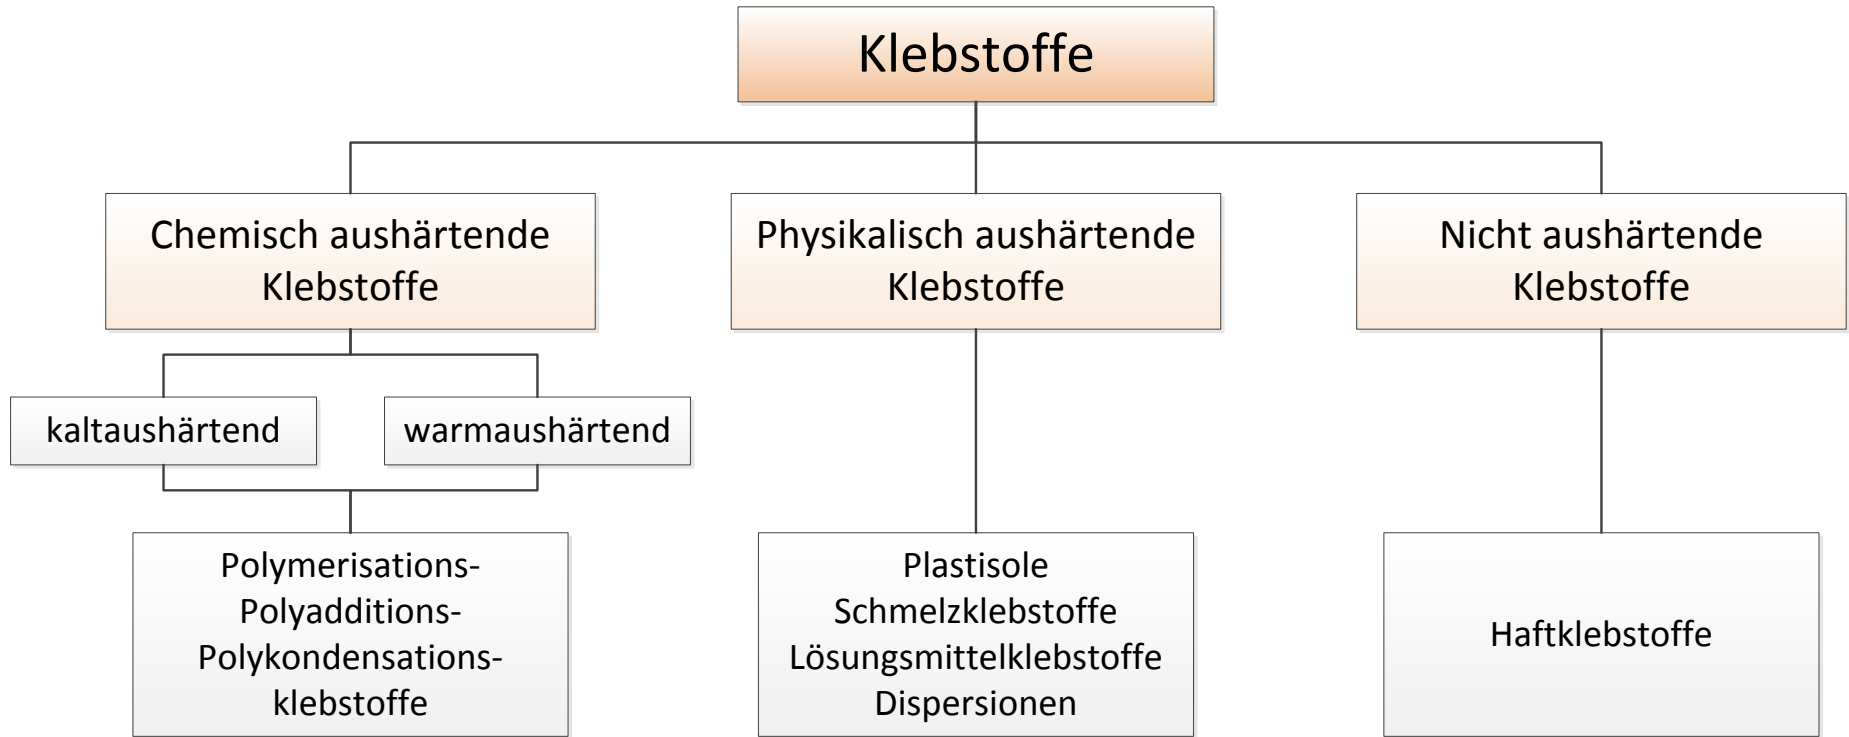 Klebstoffe
Chemisch aushärtende
Klebstoffe
Physikalisch aushärtende
Klebstoffe
Nicht aushärtende
Klebstoffe
kaltaushärtend
warmaushärtend
Polymerisations-
Polyadditions-
Polykondensations-
klebstoffe
Plastisole
Schmelzklebstoffe
Lösungsmittelklebstoffe
Dispersionen
Haftklebstoffe